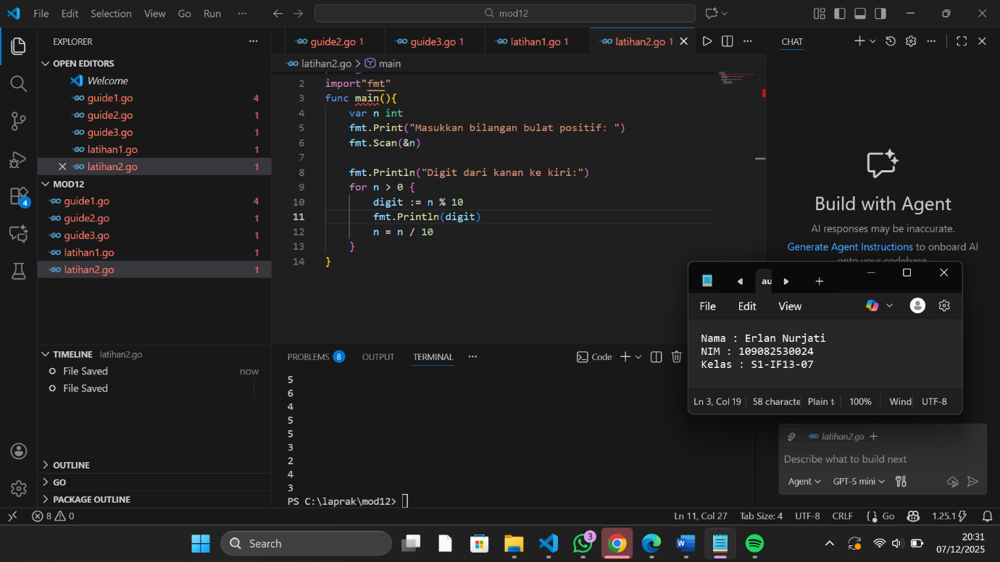 File Edit Selection View Go Run ···
mod12
EXPLORER
OPEN EDITORS
Welcome
guide1.go 4
guide2.go 1
guide3.go 1
latihan1.go 1
latihan2.go 1
MOD12
guide1.go 4
guide2.go 1
guide3.go 1
latihan1.go 1
latihan2.go 1
TIMELINE latihan2.go
File Saved now
File Saved
OUTLINE
GO
PACKAGE OUTLINE
4
guide2.go 1 guide3.go 1 latihan1.go 1 latihan2.go 1
latihan2.go > main
2 import"fmt"
3 func main(){
4 var n int
5 fmt.Print("Masukkan bilangan bulat positif: ")
6 fmt.Scan(&n)
7
8 fmt.Println("Digit dari kanan ke kiri:")
9 for n > 0 {
10 digit := n % 10
11 fmt.Println(digit)
12 n = n / 10
13 }
14 }
PROBLEMS 8 OUTPUT TERMINAL ··· Code
5
6
4
5
5
3
2
4
3
PS C:\laprak\mod12>
CHAT
Build with Agent
AI responses may be inaccurate.
Generate Agent Instructions to onboard AI
onto your codebase.
au
File Edit View
Nama : Erlan Nurjati
NIM : 109082530024
Kelas : S1-IF13-07
Ln 3, Col 19 58 characte Plain t 100% Wind UTF-8
latihan2.go
Describe what to build next
Agent GPT-5 mini
8 0 Ln 11, Col 27 Tab Size: 4 UTF-8 CRLF {} Go 1.25.1
Search 3 20:31
07/12/2025